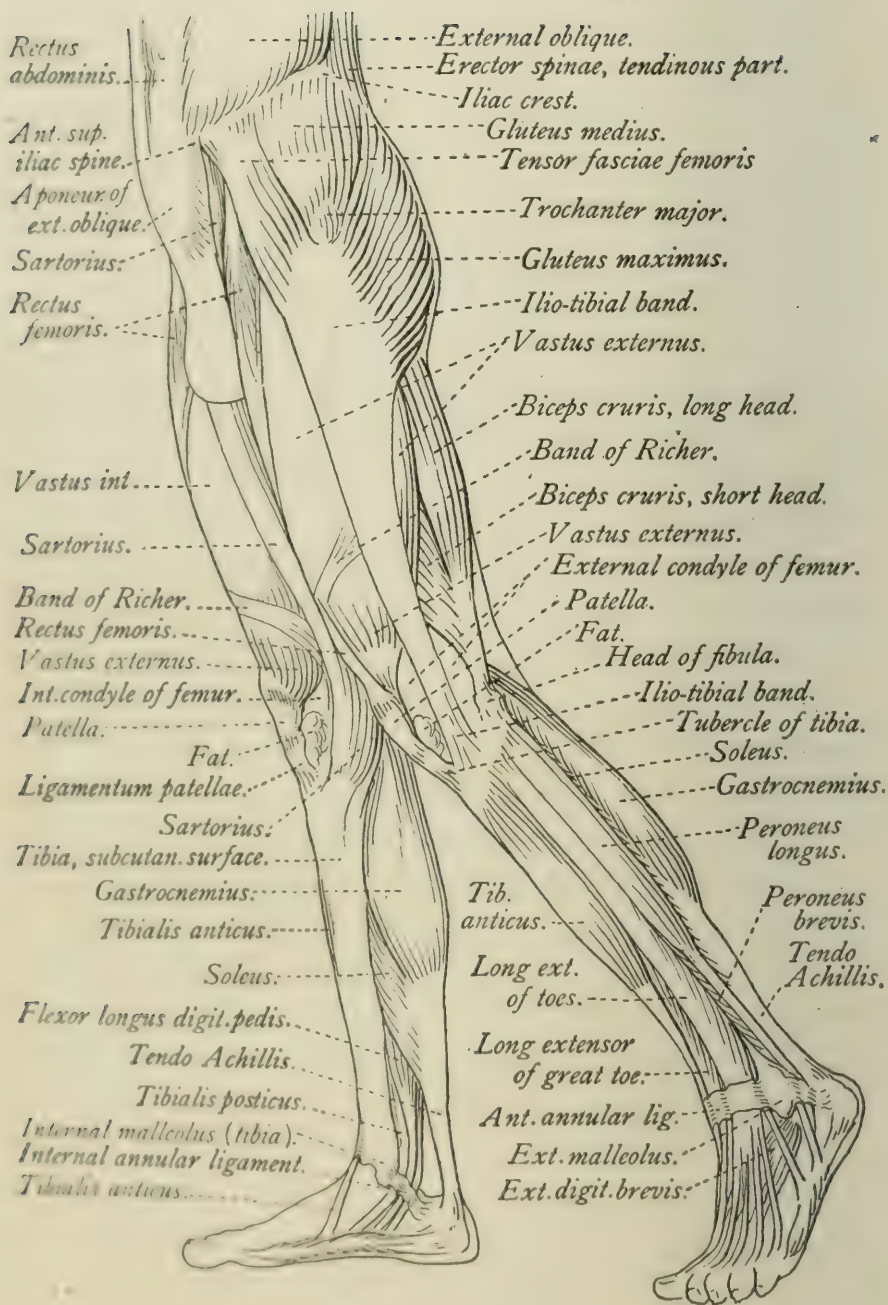 Rectus
abdominis.
Ant. sup.
iliac spine.
Aponeur. of
ext. oblique.
Sartorius.
Rectus
femoris.
Vastus int.
Sartorius.
Band of Richer.
Rectus femoris.
Vastus externus.
Int. condyle of femur.
Patella.
Fat.
Ligamentum patellae.
Sartorius.
Tibia, subcutan. surface.
Gastrocnemius.
Tibialis anticus.
Soleus.
Flexor longus digit. pedis.
Tendo Achillis.
Tibialis posticus.
Internal malleolus (tibia).
Internal annular ligament.
Tibialis anticus.
External oblique.
Erector spinae, tendinous part.
Iliac crest.
Gluteus medius.
Tensor fasciae femoris
Trochanter major.
Gluteus maximus.
Ilio-tibial band.
Vastus externus.
Biceps cruris, long head.
Band of Richer.
Biceps cruris, short head.
Vastus externus.
External condyle of femur.
Patella.
Fat.
Head of fibula.
Ilio-tibial band.
Tubercle of tibia.
Soleus.
Gastrocnemius.
Peroneus
longus.
Tib.
anticus.
Peroneus
brevis.
Tendo
Achillis.
Long ext.
of toes.
Long extensor
of great toe.
Ant. annular lig.
Ext. malleolus.
Ext. digit. brevis.